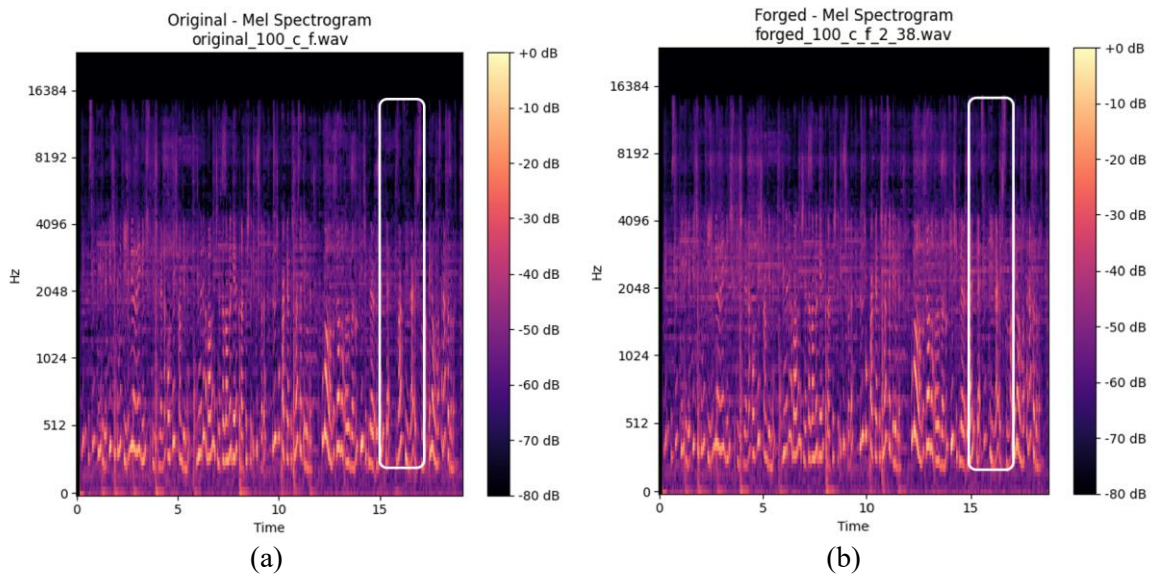 Original - Mel Spectrogram
original_100_c_f.wav
16384
8192
4096
2048
1024
512
0
Hz
0
5
10
15
Time
+0 dB
-10 dB
-20 dB
-30 dB
-40 dB
-50 dB
-60 dB
-70 dB
-80 dB
(a)
Forged - Mel Spectrogram
forged_100_c_f_2_38.wav
16384
8192
4096
2048
1024
512
0
Hz
0
5
10
15
Time
+0 dB
-10 dB
-20 dB
-30 dB
-40 dB
-50 dB
-60 dB
-70 dB
-80 dB
(b)